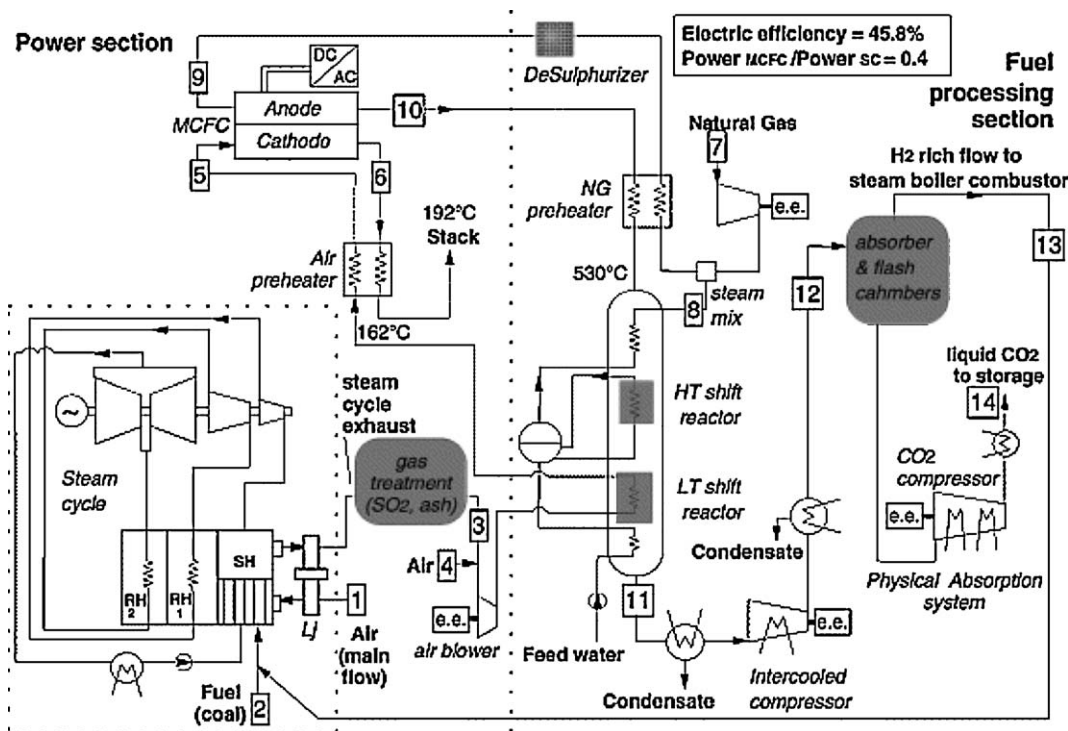 Power section
9
DC
AC
DeSulphurizer
Electric efficiency = 45.8%
Power MCFC /Power SC = 0.4
Fuel
processing
section
MCFC
Anode
Cathodo
10
5
6
Natural Gas
7
e.e.
H2 rich flow to
steam boiler combustor
NG
preheater
192°C
Stack
Air
preheater
162°C
530°C
8
steam
mix
12
absorber
& flash
cahmbers
13
steam
cycle
exhaust
HT shift
reactor
liquid CO2
to storage
14
~
Steam
cycle
gas
treatment
(SO2, ash)
LT shift
reactor
CO2
compressor
e.e.
3
Air
4
Condensate
Physical Absorption
system
SH
RH
2
RH
1
Lj
1
Air
(main
flow)
e.e.
air blower
Feed water
11
e.e.
Intercooled
compressor
Condensate
Fuel
(coal)
2